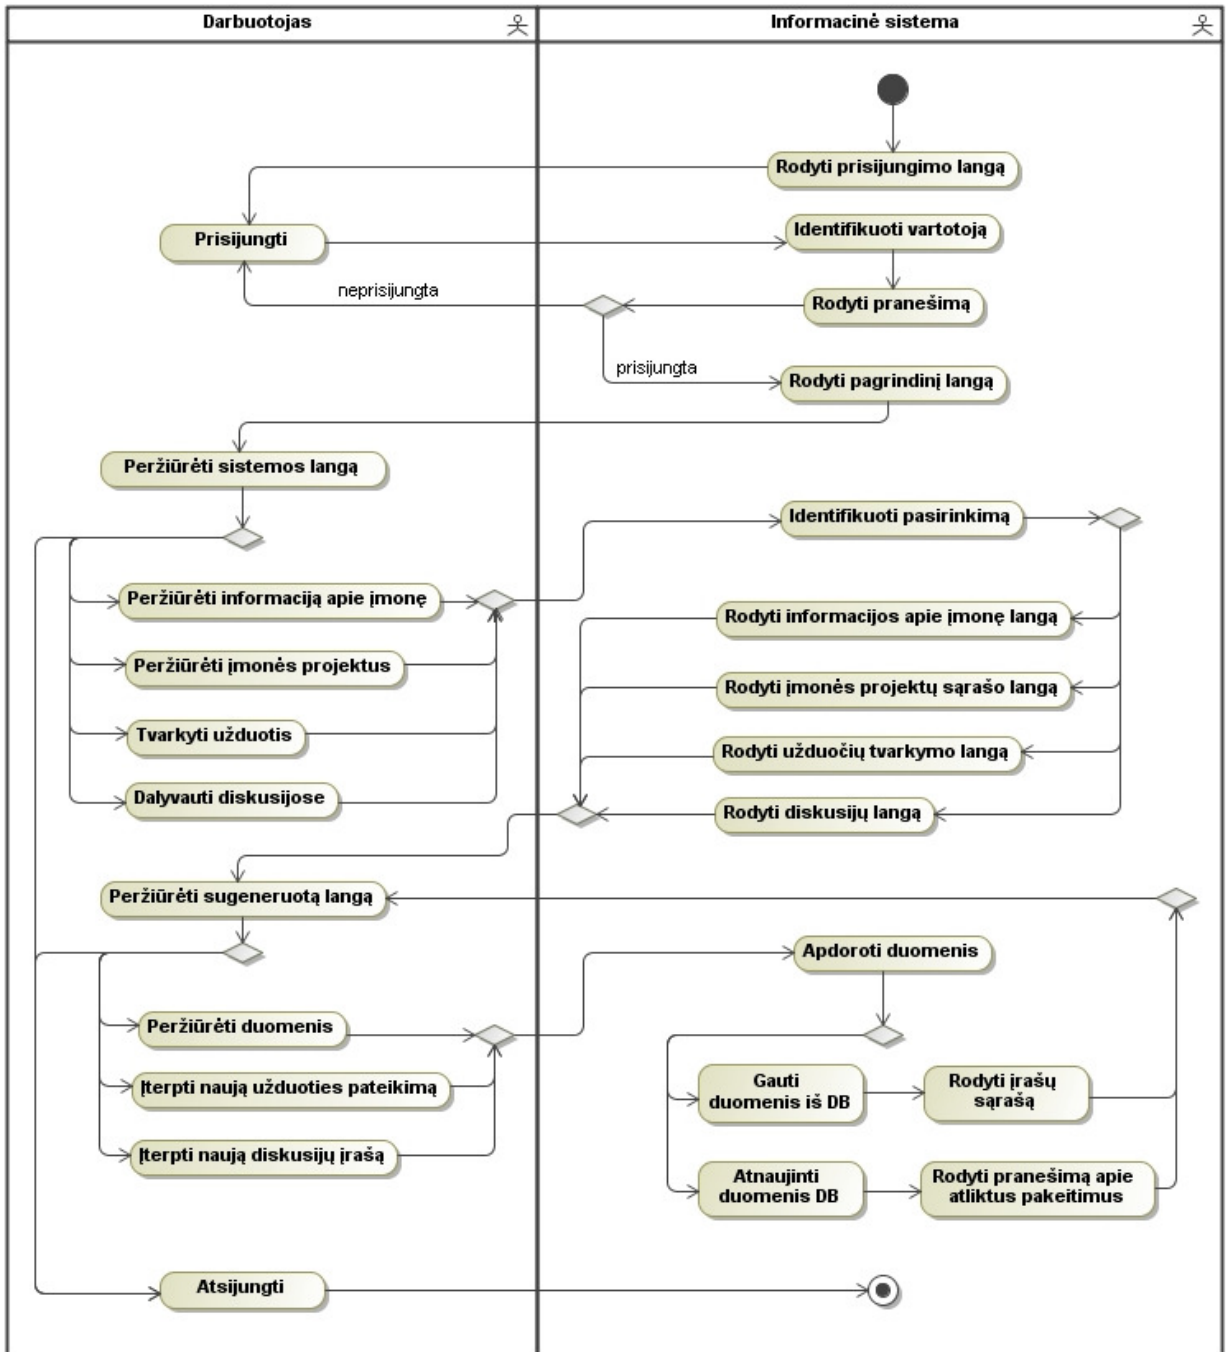 Darbuotojas
Informacinė sistema
Rodyti prisijungimo langą
Prisijungti
Identifikuoti vartotoją
neprisijungta
Rodyti pranešimą
prisijungta
Rodyti pagrindinį langą
Peržiūrėti sistemos langą
Identifikuoti pasirinkimą
Peržiūrėti informaciją apie įmonę
Rodyti informacijos apie įmonę langą
Peržiūrėti įmonės projektus
Rodyti įmonės projektų sąrašo langą
Tvarkyti užduotis
Rodyti užduočių tvarkymo langą
Dalyvauti diskusijose
Rodyti diskusijų langą
Peržiūrėti sugeneruotą langą
Apdoroti duomenis
Peržiūrėti duomenis
Įterpti naują užduoties pateikimą
Gauti
duomenis iš DB
Rodyti įrašų
sąrašą
Įterpti naują diskusijų įrašą
Atnaujinti
duomenis DB
Rodyti pranešimą apie
atliktus pakeitimus
Atsijungti